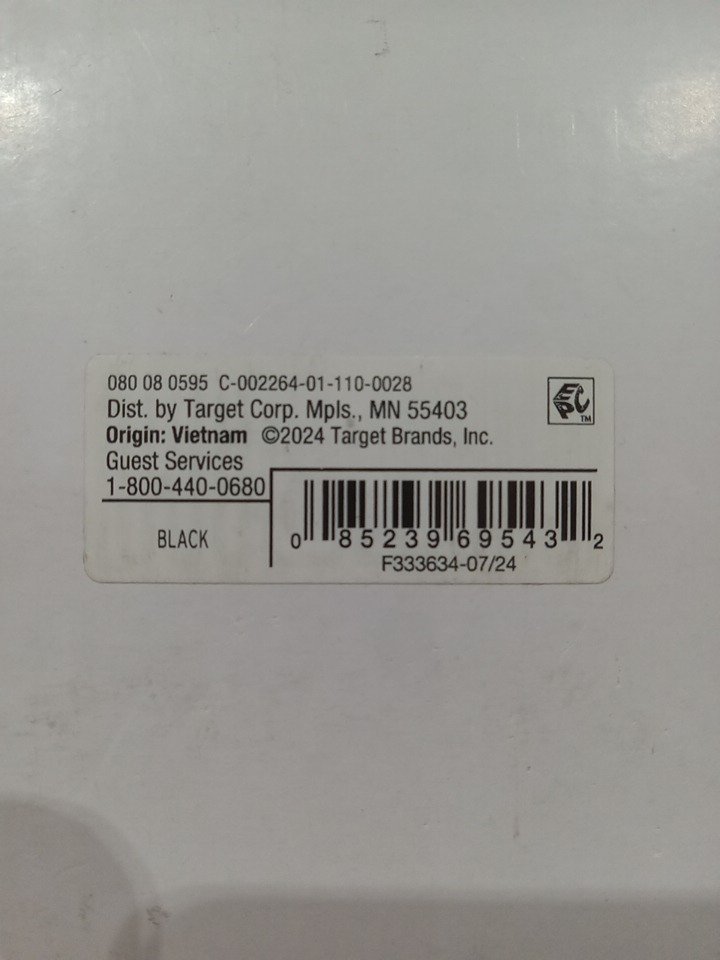 080 08 0595 C-002264-01-110-0028
Dist. by Target Corp. Mpls., MN 55403
Origin: Vietnam ©2024 Target Brands, Inc.
Guest Services
1-800-440-0680
EPC™
BLACK
0 85239 69543 2
F333634-07/24